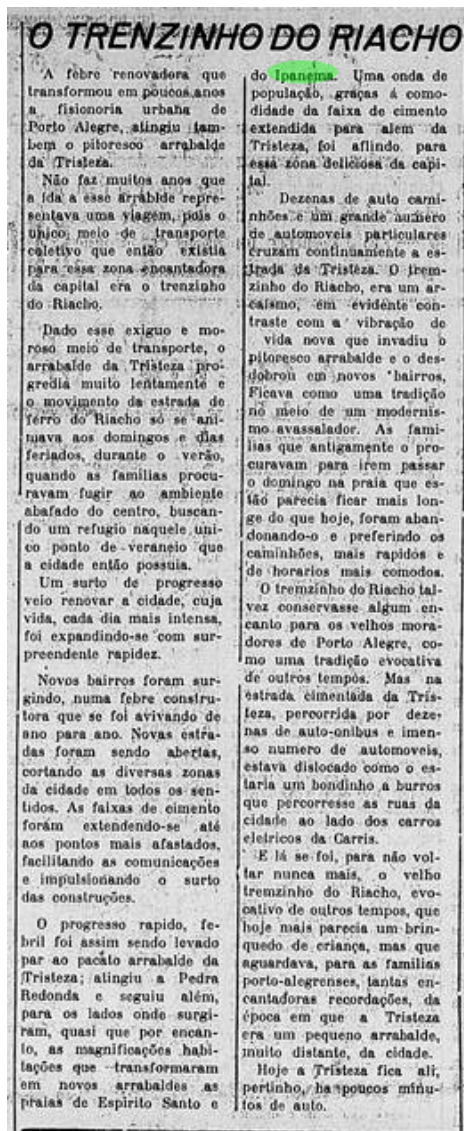 O TRENZINHO DO RIACHO
A febre renovadora que
transformou em poucos anos
a fisionoria urbana de
Porto Alegre, atingiu tam-
bem o pitoresco arrabalde
da Tristeza.
Não faz muitos anos que
a ida a esse arrabalde repre-
sentava uma viagem, pois o
unico meio de transporte
coletivo que então existia
para essa zona encantadora
da capital era o trenzinho
do Riacho.
Dado esse exiguo e mo-
roso meio de transporte, o
arrabalde da Tristeza pro-
gredia muito lentamente e
o movimento da estrada de
ferro do Riacho só se ani-
mava aos domingos e dias
feriados, durante o verão,
quando as familias procu-
ravam fugir ao ambiente
abafado do centro, buscan-
do um refugio naquele uni-
co ponto de veraneio que
a cidade então possuia.
Um surto de progresso
veio renovar a cidade, cuja
vida, cada dia mais intensa,
foi expandindo-se com sur-
preendente rapidez.
Novos bairros foram sur-
gindo, numa febre constru-
tora que se foi avivando de
ano para ano. Novas estra-
das foram sendo abertas,
cortando as diversas zonas
da cidade em todos os sen-
tidos. As faixas de cimento
foram extendendo-se até
aos pontos mais afastados,
facilitando as comunicações
e impulsionando o surto
das construções.
O progresso rapido, fe-
bril foi assim sendo levado
par ao pacato arrabalde da
Tristeza; atingiu a Pedra
Redonda e seguiu além,
para os lados onde surgi-
ram, quasi que por encan-
to, as magnificações habi-
tações que transformaram
em novos arrabaldes as
praias de Espirito Santo e
do Ipanema. Uma onda de
população, graças á como-
didade da faixa de cimento
extendida para alem da
Tristeza, foi aflindo para
essa zona deliciosa da capi-
tal.
Dezenas de auto cami-
nhões e um grande numero
de automoveis particulares
cruzam continuamente a es-
trada da Tristeza. O trem-
zinho do Riacho, era um ar-
caismo, em evidente con-
traste com a vibração de
vida nova que invadiu o
pitoresco arrabalde e o des-
dobrou em novos bairros,
Ficava como uma tradição
no meio de um modernis-
mo avassalador. As fami-
lias que antigamente o pro-
curavam para irem passar
o domingo na praia que es-
tão parecia ficar mais lon-
ge do que hoje, foram aban-
donando-o e preferindo os
caminhões, mais rapidos e
de horarios mais comodos.
O tremzinho do Riacho tal-
vez conservasse algum en-
canto para os velhos mora-
dores de Porto Alegre, co-
mo uma tradição evocativa
de outros tempos. Mas na
estrada cimentada da Tris-
teza, percorrida por deze-
nas de auto-onibus e imen-
so numero de automoveis,
estava dislocado como o es-
taria um bondinho a burros
que percorresse as ruas da
cidade ao lado dos carros
eletricos da Carris.
E lá se foi, para não vol-
tar nunca mais, o velho
tremzinho do Riacho, evo-
cativo de outros tempos, que
hoje mais parecia um brin-
quedo de criança, mas que
aguardava, para as familias
porto-alegrenses, tantas en-
cantadoras recordações, da
época em que a Tristeza
era um pequeno arrabalde,
muito distante, da cidade.
Hoje a Tristeza fica ali,
pertinho, ha poucos minu-
tos de auto.